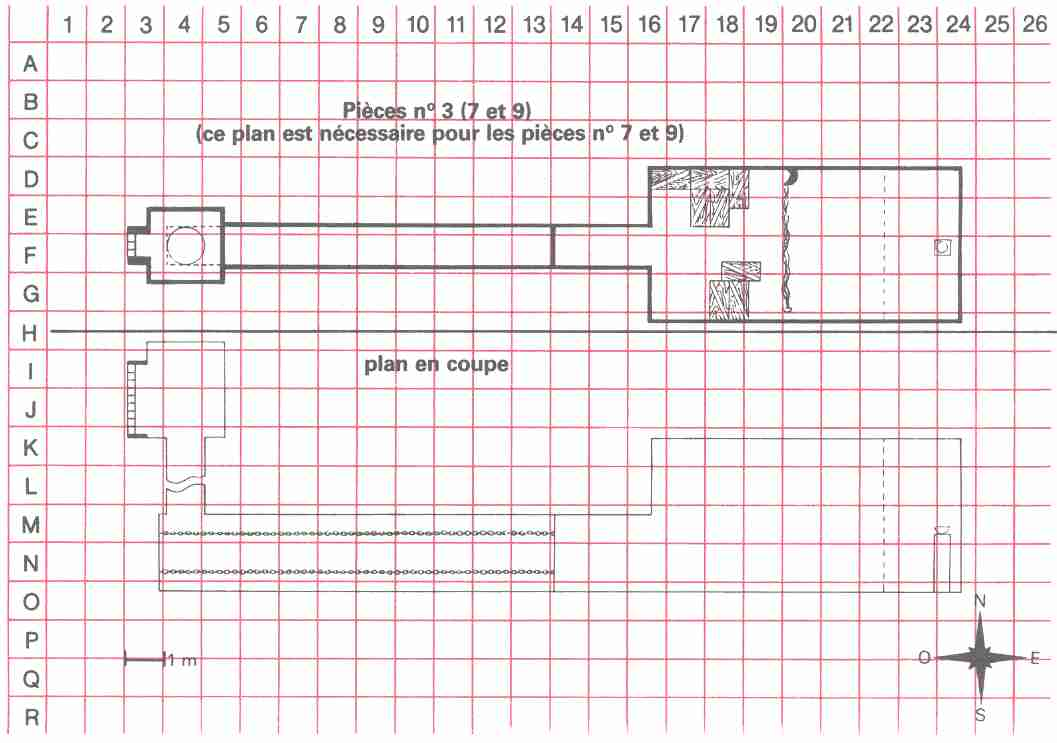 1 2 3 4 5 6 7 8 9 10 11 12 13 14 15 16 17 18 19 20 21 22 23 24 25 26
A
B
Pièces nº 3 (7 et 9)
(ce plan est nécessaire pour les pièces nº 7 et 9)
C
D
E
F
G
H
I
plan en coupe
J
K
L
M
N
O
N
P
1 m
O E
Q
S
R